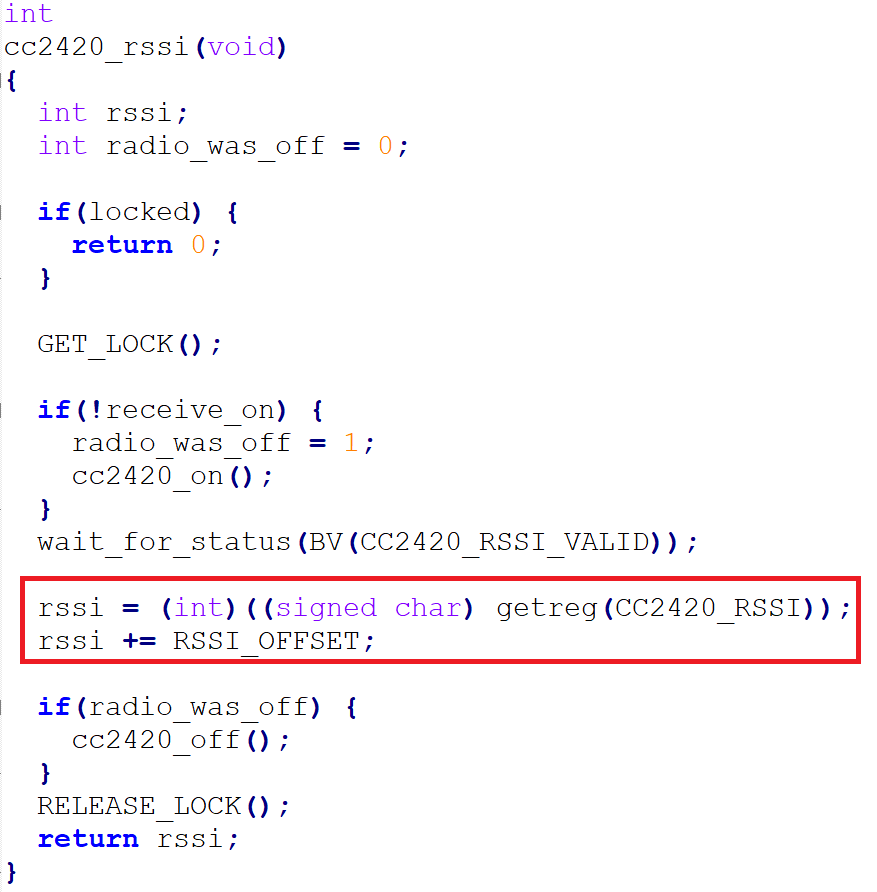 int
cc2420_rssi(void)
{
  int rssi;
  int radio_was_off = 0;

  if(locked) {
    return 0;
  }

  GET_LOCK();

  if(!receive_on) {
    radio_was_off = 1;
    cc2420_on();
  }
  wait_for_status(BV(CC2420_RSSI_VALID));

  rssi = (int)((signed char) getreg(CC2420_RSSI));
  rssi += RSSI_OFFSET;

  if(radio_was_off) {
    cc2420_off();
  }
  RELEASE_LOCK();
  return rssi;
}